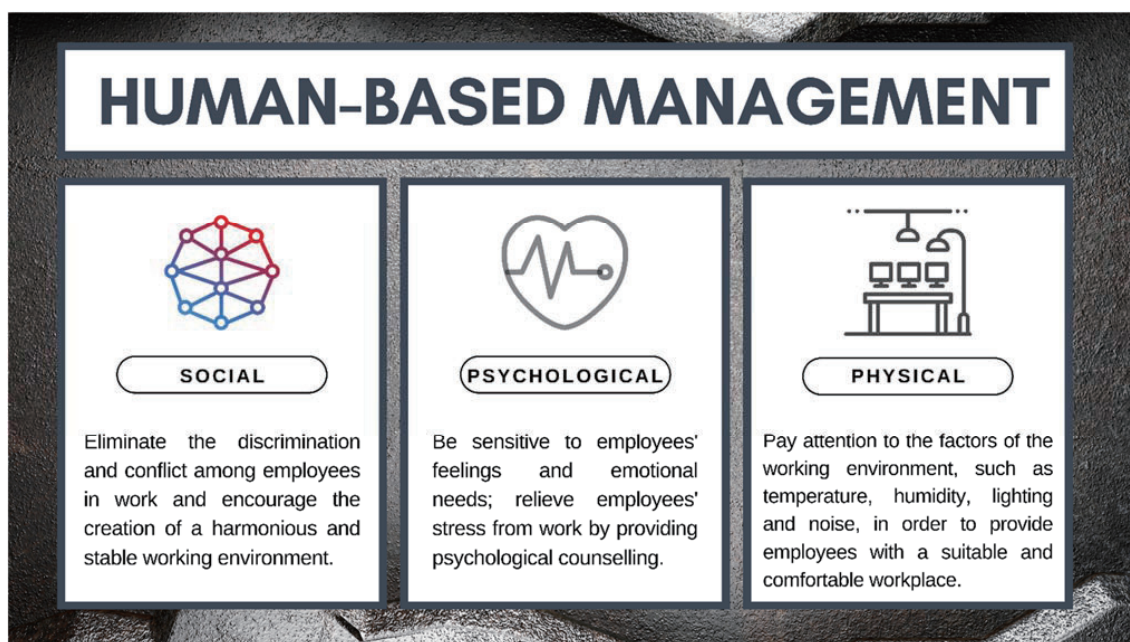 HUMAN-BASED MANAGEMENT
SOCIAL
Eliminate the discrimination
and conflict among employees
in work and encourage the
creation of a harmonious and
stable working environment.
PSYCHOLOGICAL
Be sensitive to employees'
feelings and emotional
needs; relieve employees'
stress from work by providing
psychological counselling.
PHYSICAL
Pay attention to the factors of the
working environment, such as
temperature, humidity, lighting
and noise, in order to provide
employees with a suitable and
comfortable workplace.